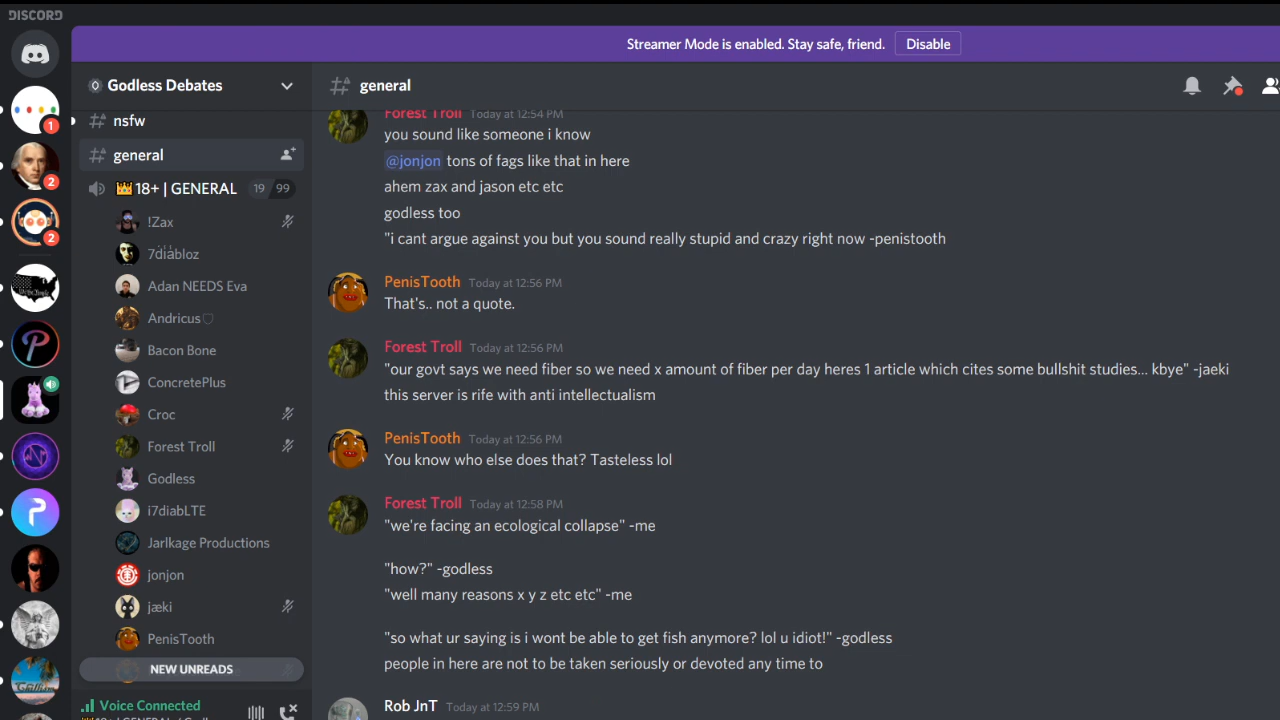 DISCORD
Streamer Mode is enabled. Stay safe, friend. Disable
Godless Debates
general
nsfw
general
18+ | GENERAL 19 99
!Zax
7diabloz
Adan NEEDS Eva
Andricus
Bacon Bone
ConcretePlus
Croc
Forest Troll
Godless
i7diabLTE
Jarlkage Productions
jonjon
jæki
PenisTooth
NEW UNREADS
Voice Connected
1
2
2
Forest Troll Today at 12:54 PM
you sound like someone i know
@jonjon tons of fags like that in here
ahem zax and jason etc etc
godless too
"i cant argue against you but you sound really stupid and crazy right now -penistooth
PenisTooth Today at 12:56 PM
That's.. not a quote.
Forest Troll Today at 12:56 PM
"our govt says we need fiber so we need x amount of fiber per day heres 1 article which cites some bullshit studies... kbye" -jaeki
this server is rife with anti intellectualism
PenisTooth Today at 12:56 PM
You know who else does that? Tasteless lol
Forest Troll Today at 12:58 PM
"we're facing an ecological collapse" -me
"how?" -godless
"well many reasons x y z etc etc" -me
"so what ur saying is i wont be able to get fish anymore? lol u idiot!" -godless
people in here are not to be taken seriously or devoted any time to
Rob JnT Today at 12:59 PM